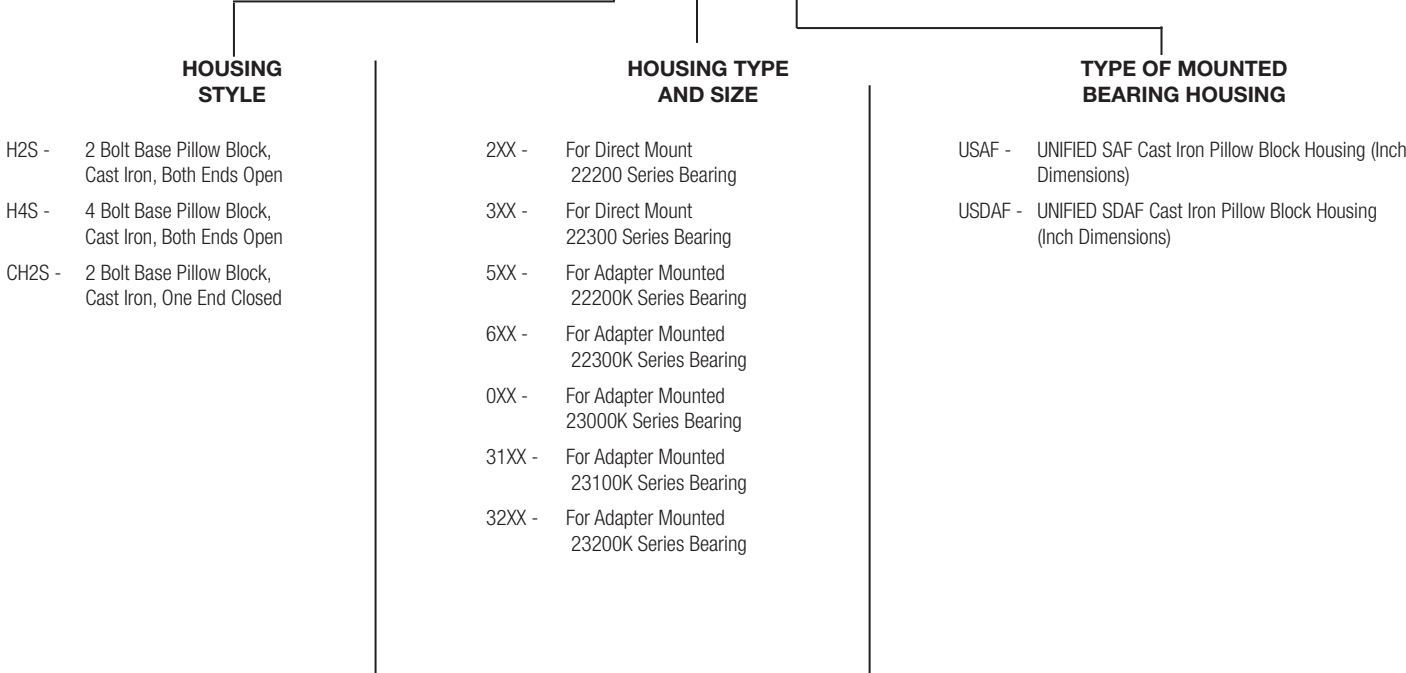 HOUSING
STYLE
H2S - 2 Bolt Base Pillow Block,
Cast Iron, Both Ends Open
H4S - 4 Bolt Base Pillow Block,
Cast Iron, Both Ends Open
CH2S - 2 Bolt Base Pillow Block,
Cast Iron, One End Closed
HOUSING TYPE
AND SIZE
2XX - For Direct Mount
22200 Series Bearing
3XX - For Direct Mount
22300 Series Bearing
5XX - For Adapter Mounted
22200K Series Bearing
6XX - For Adapter Mounted
22300K Series Bearing
0XX - For Adapter Mounted
23000K Series Bearing
31XX - For Adapter Mounted
23100K Series Bearing
32XX - For Adapter Mounted
23200K Series Bearing
TYPE OF MOUNTED
BEARING HOUSING
USAF - UNIFIED SAF Cast Iron Pillow Block Housing (Inch
Dimensions)
USDAF - UNIFIED SDAF Cast Iron Pillow Block Housing
(Inch Dimensions)